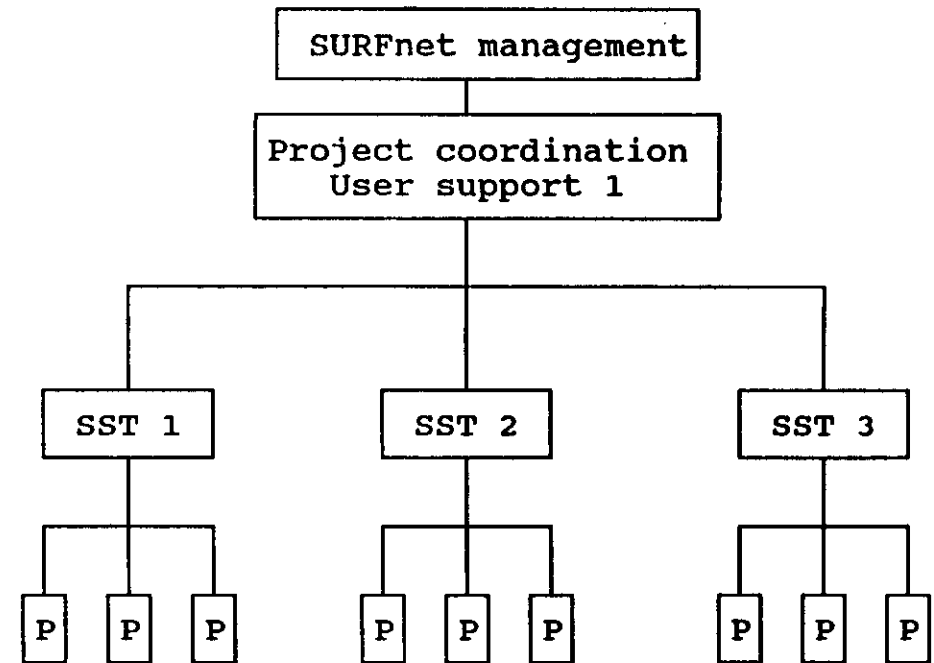 SURFnet management
Project coordination
User support 1
SST 1
SST 2
SST 3
P
P
P
P
P
P
P
P
P